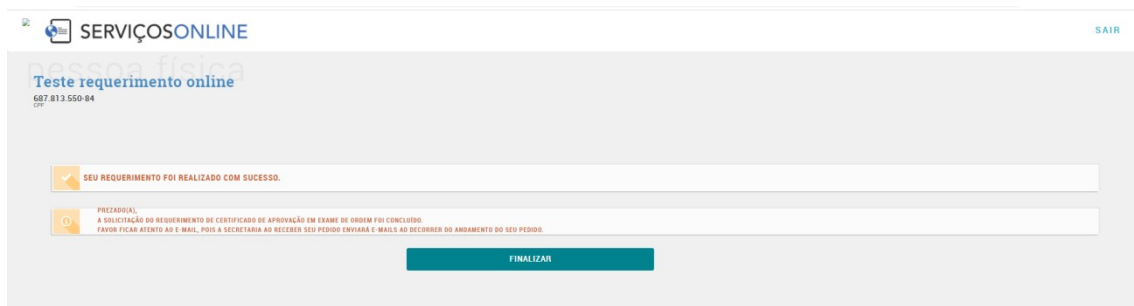 SERVIÇOSONLINE
SAIR
pessoa física
Teste requerimento online
687.813.550-84
CPF
SEU REQUERIMENTO FOI REALIZADO COM SUCESSO.
PREZADO(A),
A SOLICITAÇÃO DO REQUERIMENTO DE CERTIFICADO DE APROVAÇÃO EM EXAME DE ORDEM FOI CONCLUÍDO.
FAVOR FICAR ATENTO AO E-MAIL, POIS A SECRETARIA AO RECEBER SEU PEDIDO ENVIARÁ E-MAILS AO DECORRER DO ANDAMENTO DO SEU PEDIDO.
FINALIZAR